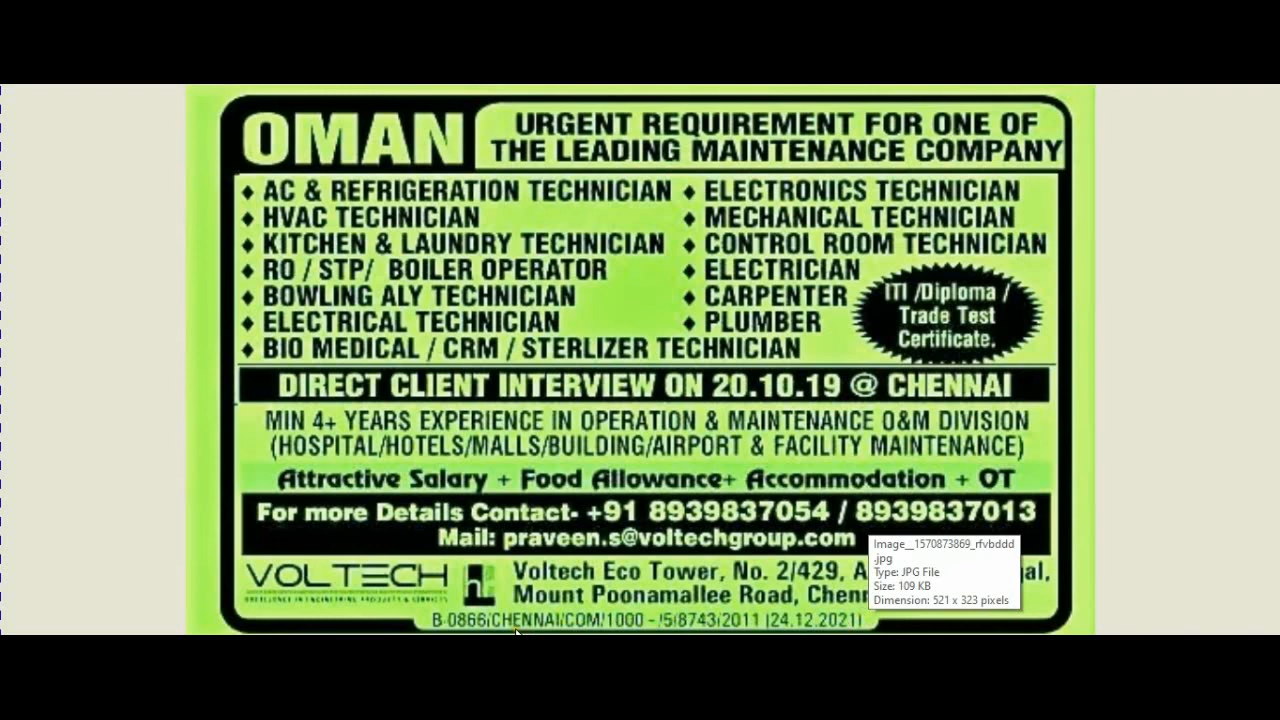 OMAN
URGENT REQUIREMENT FOR ONE OF
THE LEADING MAINTENANCE COMPANY
♦ AC & REFRIGERATION TECHNICIAN
♦ HVAC TECHNICIAN
♦ KITCHEN & LAUNDRY TECHNICIAN
♦ RO / STP/ BOILER OPERATOR
♦ BOWLING ALY TECHNICIAN
♦ ELECTRICAL TECHNICIAN
♦ BIO MEDICAL / CRM / STERLIZER TECHNICIAN
♦ ELECTRONICS TECHNICIAN
♦ MECHANICAL TECHNICIAN
♦ CONTROL ROOM TECHNICIAN
♦ ELECTRICIAN
♦ CARPENTER
♦ PLUMBER
ITI /Diploma /
Trade Test
Certificate.
DIRECT CLIENT INTERVIEW ON 20.10.19 @ CHENNAI
MIN 4+ YEARS EXPERIENCE IN OPERATION & MAINTENANCE O&M DIVISION
(HOSPITAL/HOTELS/MALLS/BUILDING/AIRPORT & FACILITY MAINTENANCE)
Attractive Salary + Food Allowance+ Accommodation + OT
For more Details Contact- +91 8939837054 / 8939837013
Mail: praveen.s@voltechgroup.com
VOLTECH
EXCELLENCE IN ENGINEERING PRODUCTS & SERVICES
Voltech Eco Tower, No. 2/429,
Mount Poonamallee Road,
B-0866/CHENNAI/COM/1000 - /5/8743/2011 (24.12.2021)
Image__1570873869_rfvbddd
.jpg
Type: JPG File
Size: 109 KB
Dimension: 521 x 323 pixels